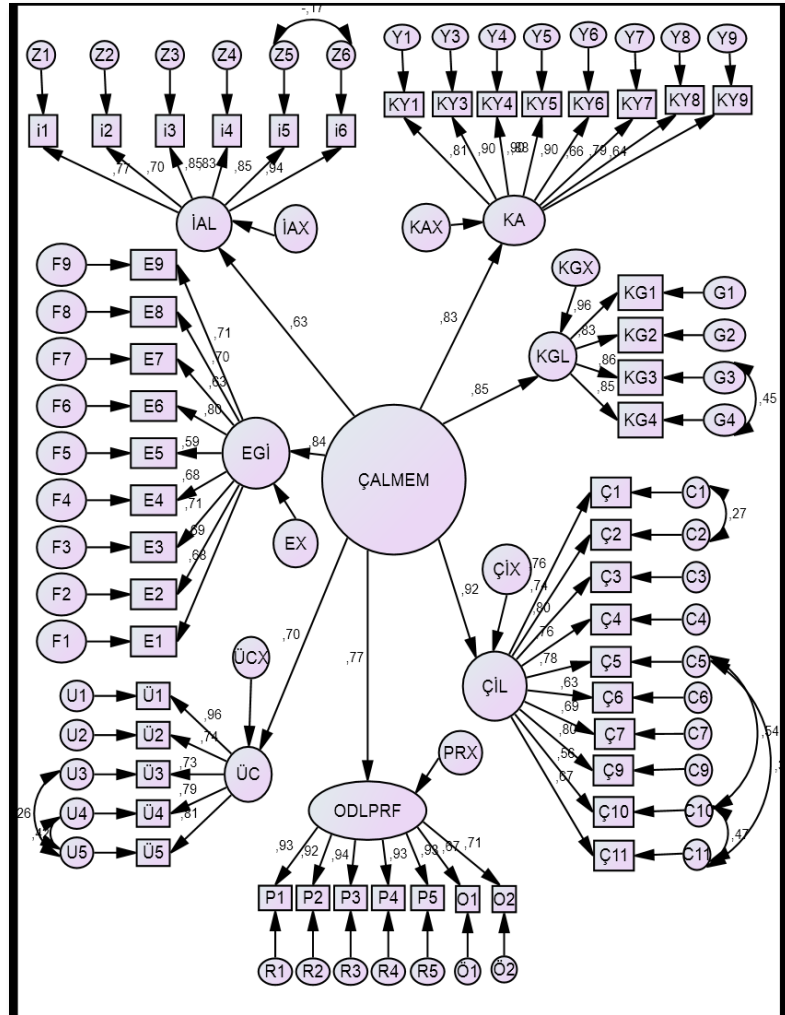 -,17
Z1 Z2 Z3 Z4 Z5 Z6
Y1 Y3 Y4 Y5 Y6 Y7 Y8 Y9
i1 i2 i3 i4 i5 i6
KY1 KY3 KY4 KY5 KY6 KY7 KY8 KY9
,77 ,70 ,85 ,83 ,85 ,94
,81 ,90 ,90 ,88 ,90 ,66 ,79 ,64
İAL İAX
KAX KA
,63
,83
KGX
KGL
,96 KG1 G1
,83 KG2 G2
,86 KG3 G3
,85 KG4 G4
,45
,85
F9 E9 ,71
F8 E8 ,70
F7 E7 ,63
F6 E6 ,80
F5 E5 ,59
F4 E4 ,68
F3 E3 ,71
F2 E2 ,69
F1 E1 ,68
EGİ
,84
EX
ÇALMEM
,92
ÇİX
ÇİL
,76 Ç1 C1
,74 Ç2 C2
,27
,80 Ç3 C3
,76 Ç4 C4
,78 Ç5 C5
,63 Ç6 C6
,69 Ç7 C7
,80 Ç9 C9
,56 Ç10 C10
,67 Ç11 C11
,54
,47
,70
,77
ÜCX
ÜC
U1 Ü1 ,96
U2 Ü2 ,74
U3 Ü3 ,73
U4 Ü4 ,79
U5 Ü5 ,81
26
PRX
ODLPRF
,93 ,92 ,94 ,93 ,93 ,67 ,71
P1 P2 P3 P4 P5 O1 O2
R1 R2 R3 R4 R5 Ö1 Ö2